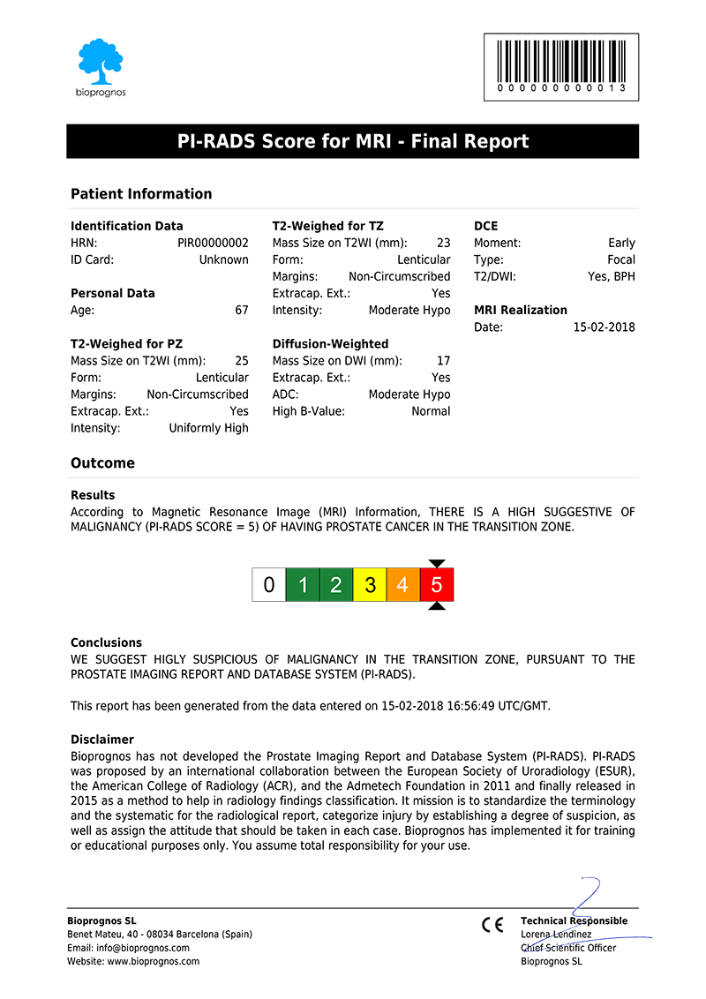 bioprognos
0 0 0 0 0 0 0 0 0 0 0 1 3
PI-RADS Score for MRI - Final Report
Patient Information
Identification Data
HRN: PIR00000002
ID Card: Unknown
Personal Data
Age: 67
T2-Weighed for PZ
Mass Size on T2WI (mm): 25
Form: Lenticular
Margins: Non-Circumscribed
Extracap. Ext.: Yes
Intensity: Uniformly High
T2-Weighed for TZ
Mass Size on T2WI (mm): 23
Form: Lenticular
Margins: Non-Circumscribed
Extracap. Ext.: Yes
Intensity: Moderate Hypo
Diffusion-Weighted
Mass Size on DWI (mm): 17
Extracap. Ext.: Yes
ADC: Moderate Hypo
High B-Value: Normal
DCE
Moment: Early
Type: Focal
T2/DWI: Yes, BPH
MRI Realization
Date: 15-02-2018
Outcome
Results
According to Magnetic Resonance Image (MRI) Information, THERE IS A HIGH SUGGESTIVE OF
MALIGNANCY (PI-RADS SCORE = 5) OF HAVING PROSTATE CANCER IN THE TRANSITION ZONE.
0 1 2 3 4 5
Conclusions
WE SUGGEST HIGLY SUSPICIOUS OF MALIGNANCY IN THE TRANSITION ZONE, PURSUANT TO THE
PROSTATE IMAGING REPORT AND DATABASE SYSTEM (PI-RADS).
This report has been generated from the data entered on 15-02-2018 16:56:49 UTC/GMT.
Disclaimer
Bioprognos has not developed the Prostate Imaging Report and Database System (PI-RADS). PI-RADS
was proposed by an international collaboration between the European Society of Uroradiology (ESUR),
the American College of Radiology (ACR), and the Admetech Foundation in 2011 and finally released in
2015 as a method to help in radiology findings classification. It mission is to standardize the terminology
and the systematic for the radiological report, categorize injury by establishing a degree of suspicion, as
well as assign the attitude that should be taken in each case. Bioprognos has implemented it for training
or educational purposes only. You assume total responsibility for your use.
Bioprognos SL
Benet Mateu, 40 - 08034 Barcelona (Spain)
Email: info@bioprognos.com
Website: www.bioprognos.com
CE
Technical Responsible
Lorena Lendinez
Chief Scientific Officer
Bioprognos SL